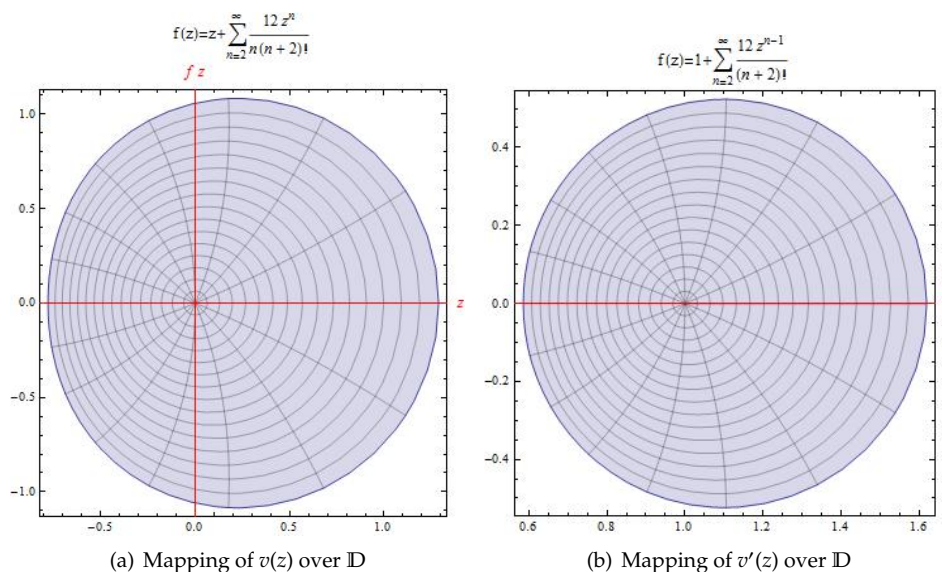 f(z)=z+∑_{n=2}^{∞} 12 z^n / n(n+2)!
f z
1.0
0.5
0.0
−0.5
−1.0
z
−0.5 0.0 0.5 1.0
(a) Mapping of v(z) over 𝔻
f(z)=1+∑_{n=2}^{∞} 12 z^{n−1} / (n+2)!
0.4
0.2
0.0
−0.2
−0.4
0.6 0.8 1.0 1.2 1.4 1.6
(b) Mapping of v′(z) over 𝔻